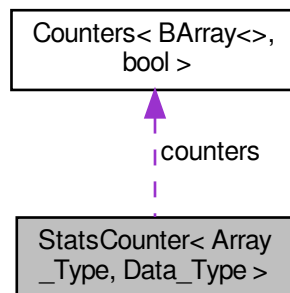 Counters< BArray<>,
bool >
counters
StatsCounter< Array
_Type, Data_Type >